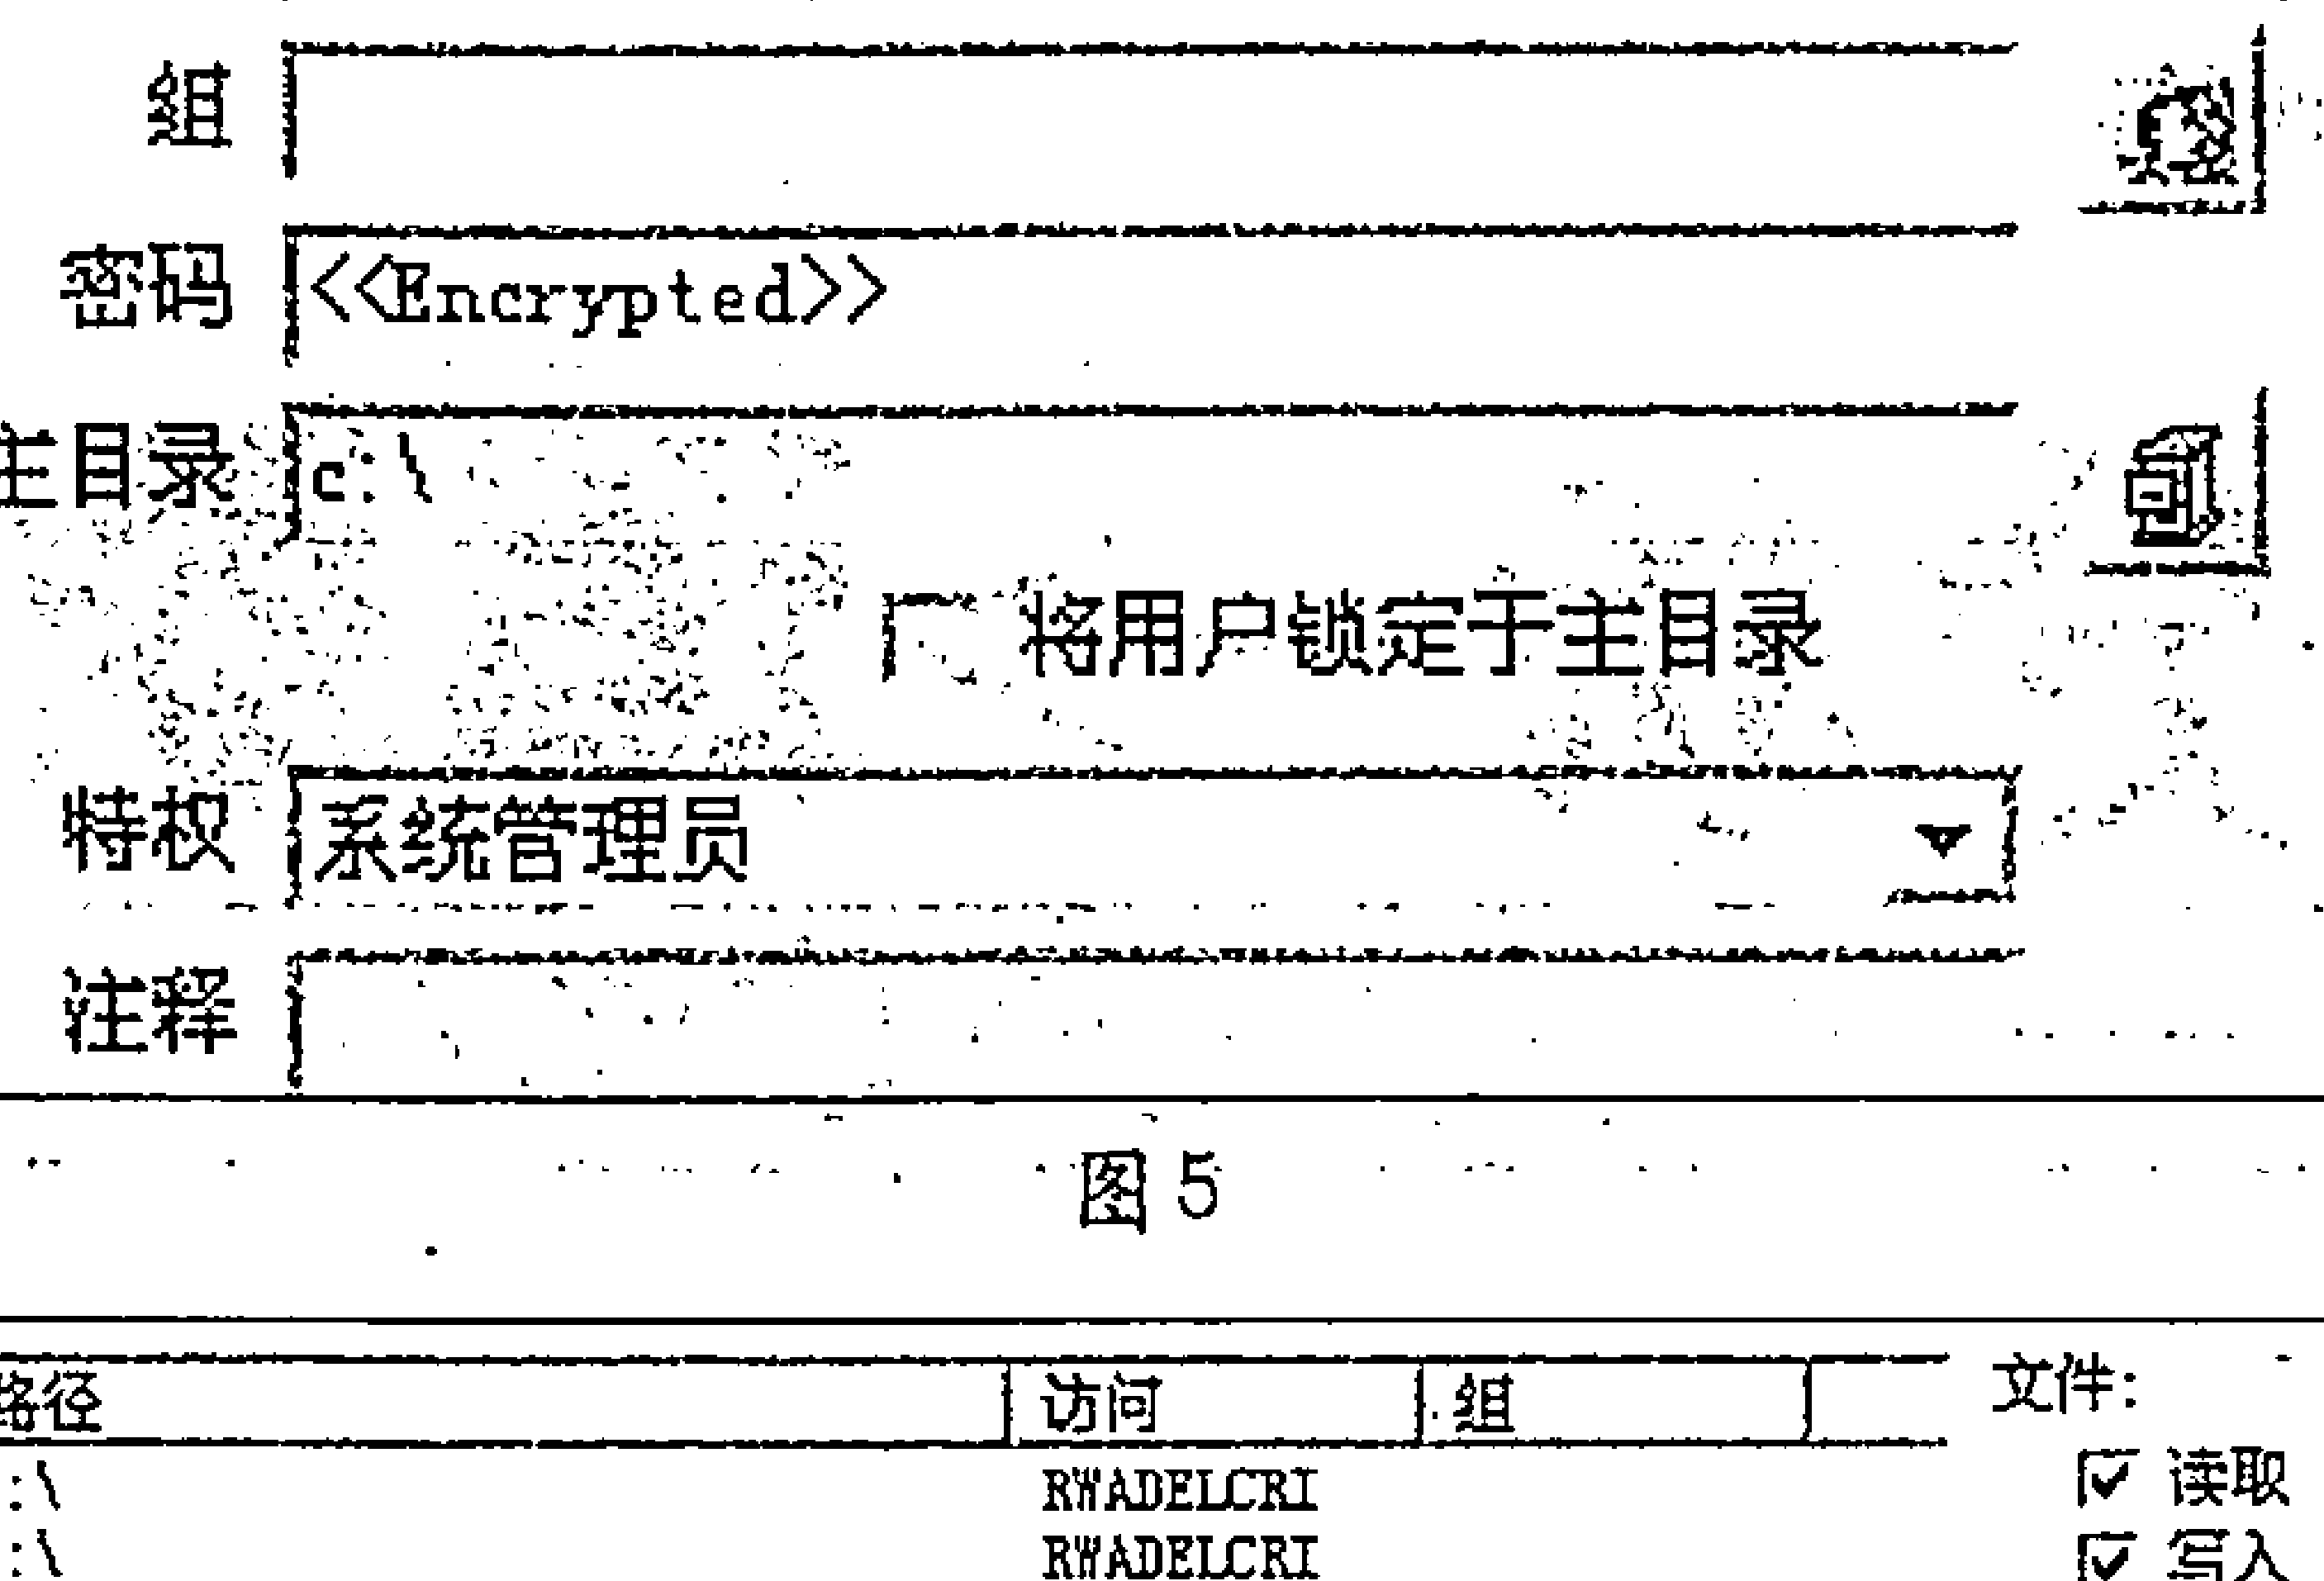 组
密码 <<Encrypted>>
主目录 c:\
将用户锁定于主目录
特权 系统管理员
注释
图 5
路径 访问 组 文件:
:\ RWADELCRI 读取
:\ RWADELCRI 写入